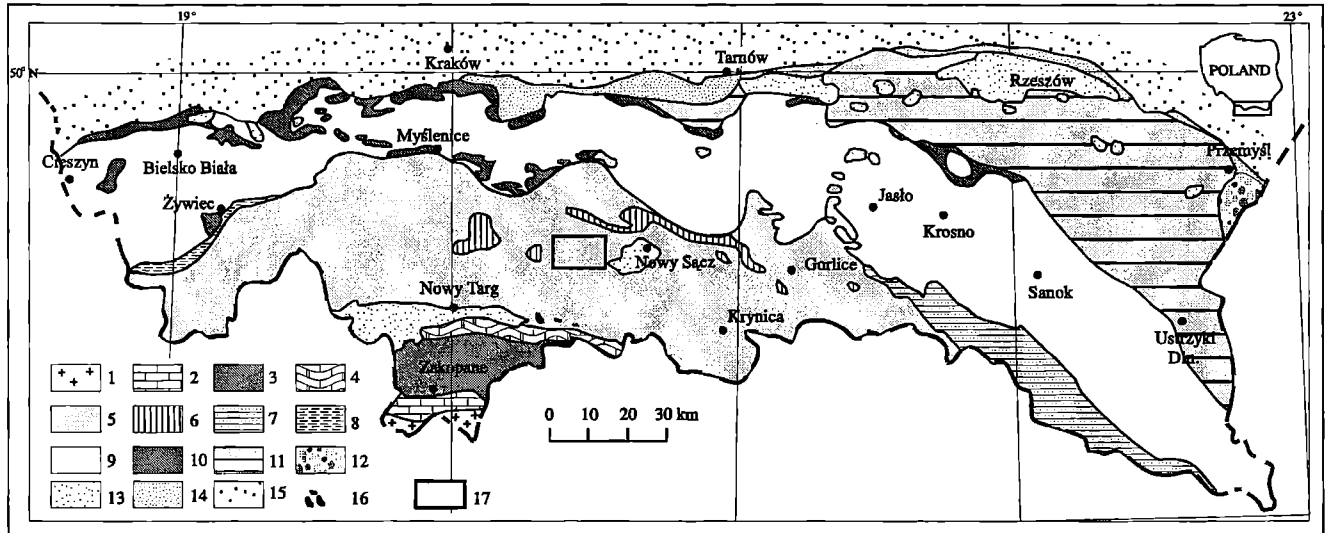 19°
23°
50° N
Kraków
Tarnów
Rzeszów
POLAND
Cieszyn
Bielsko Biała
Myślenice
Przemyśl
Żywiec
Jasło
Krosno
Nowy Sącz
Gorlice
Sanok
Nowy Targ
Krynica
Ustrzyki
Dln.
Zakopane
0 10 20 30 km
1 2 3 4
5 6 7 8
9 10 11 12
13 14 15 16 17